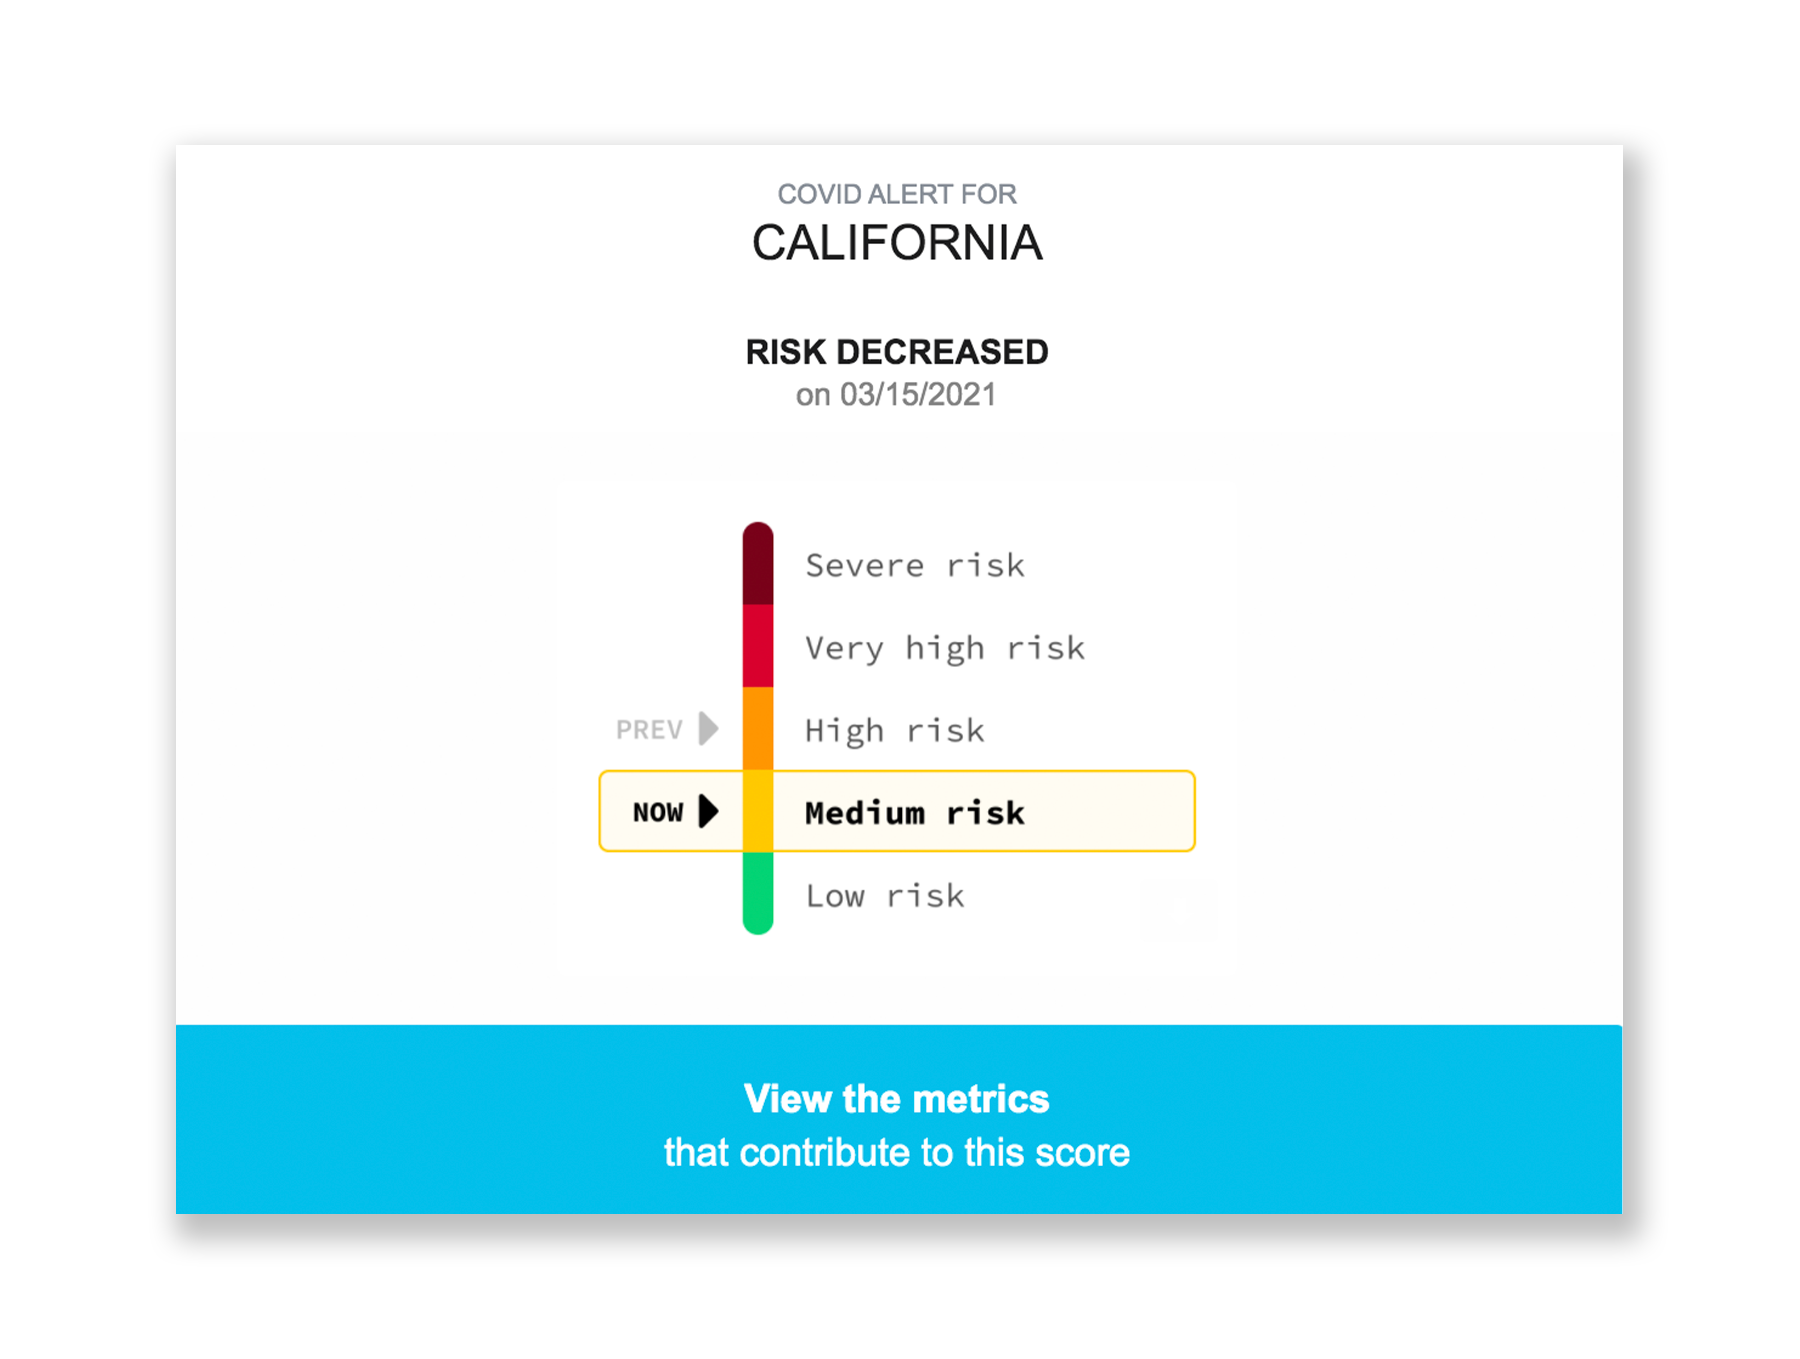 COVID ALERT FOR
CALIFORNIA
RISK DECREASED
on 03/15/2021
Severe risk
Very high risk
PREV High risk
NOW Medium risk
Low risk
View the metrics
that contribute to this score